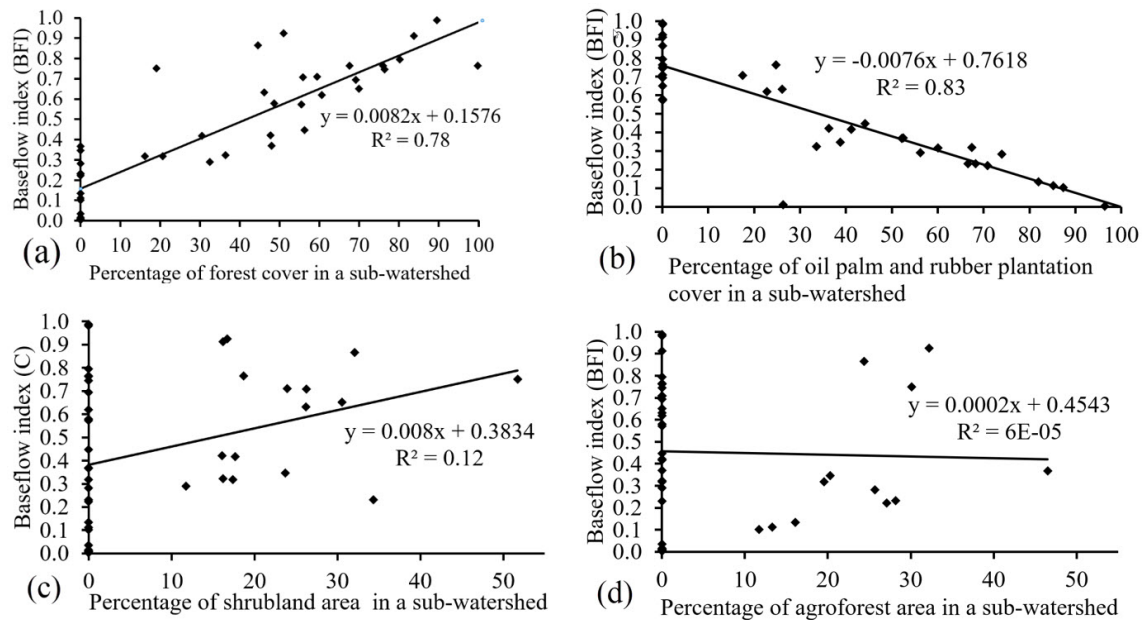 Baseflow index (BFI)
1.0
0.9
0.8
0.7
0.6
0.5
0.4
0.3
0.2
0.1
0.0
y = 0.0082x + 0.1576
R² = 0.78
0 10 20 30 40 50 60 70 80 90 100
(a)
Percentage of forest cover in a sub-watershed
Baseflow index (BFI)
1.0
0.9
0.8
0.7
0.6
0.5
0.4
0.3
0.2
0.1
0.0
y = -0.0076x + 0.7618
R² = 0.83
0 10 20 30 40 50 60 70 80 90 100
(b)
Percentage of oil palm and rubber plantation
cover in a sub-watershed
Baseflow index (C)
1.0
0.9
0.8
0.7
0.6
0.5
0.4
0.3
0.2
0.1
0.0
y = 0.008x + 0.3834
R² = 0.12
0 10 20 30 40 50
(c)
Percentage of shrubland area in a sub-watershed
Baseflow index (BFI)
1.0
0.9
0.8
0.7
0.6
0.5
0.4
0.3
0.2
0.1
0.0
y = 0.0002x + 0.4543
R² = 6E-05
0 10 20 30 40 50
(d)
Percentage of agroforest area in a sub-watershed